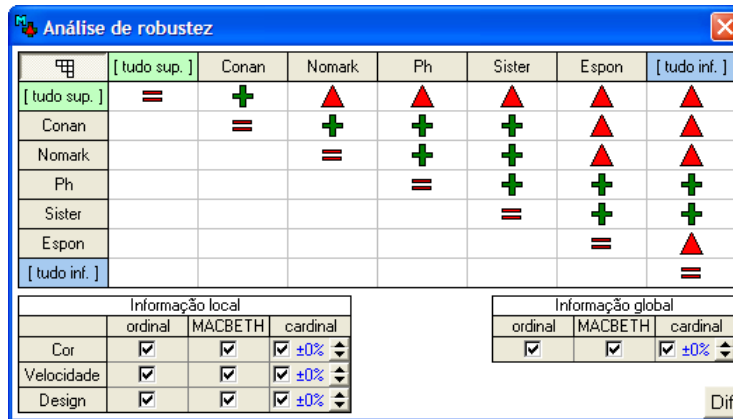 Análise de robustez
[ tudo sup. ] Conan Nomark Ph Sister Espon [ tudo inf. ]
[ tudo sup. ]
Conan
Nomark
Ph
Sister
Espon
[ tudo inf. ]
Informação local
ordinal MACBETH cardinal
Cor ±0%
Velocidade ±0%
Design ±0%
Informação global
ordinal MACBETH cardinal
±0%
Dif